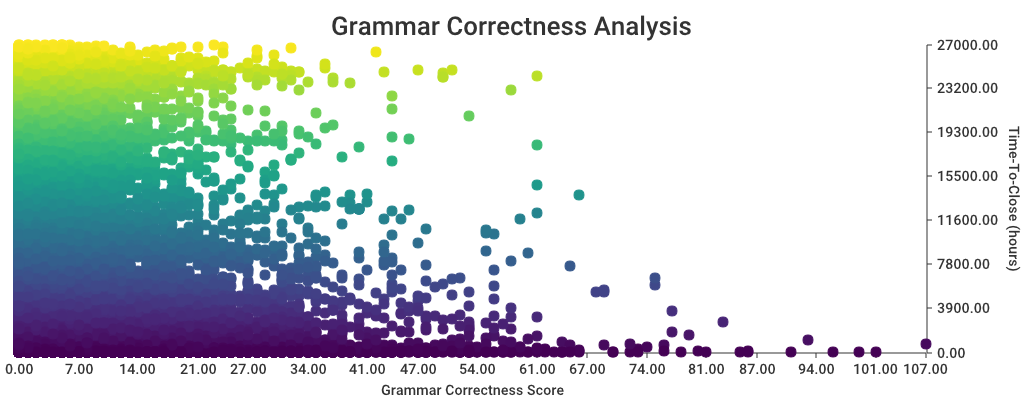 Grammar Correctness Analysis
27000.00
23200.00
19300.00
15500.00
11600.00
7800.00
3900.00
0.00
Time-To-Close (hours)
0.00 7.00 14.00 21.00 27.00 34.00 41.00 47.00 54.00 61.00 67.00 74.00 81.00 87.00 94.00 101.00 107.00
Grammar Correctness Score